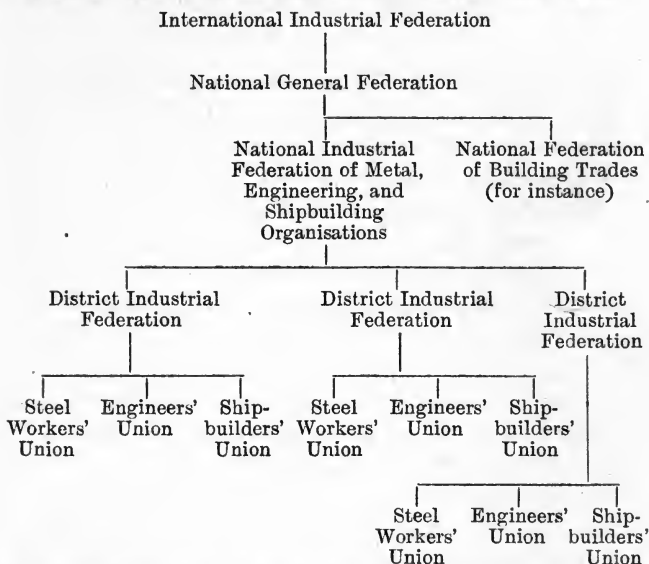 International Industrial Federation
National General Federation
National Industrial
Federation of Metal,
Engineering, and
Shipbuilding
Organisations
National Federation
of Building Trades
(for instance)
District Industrial
Federation
District Industrial
Federation
District
Industrial
Federation
Steel
Workers'
Union
Engineers'
Union
Ship-
builders'
Union
Steel
Workers'
Union
Engineers'
Union
Ship-
builders'
Union
Steel
Workers'
Union
Engineers'
Union
Ship-
builders'
Union